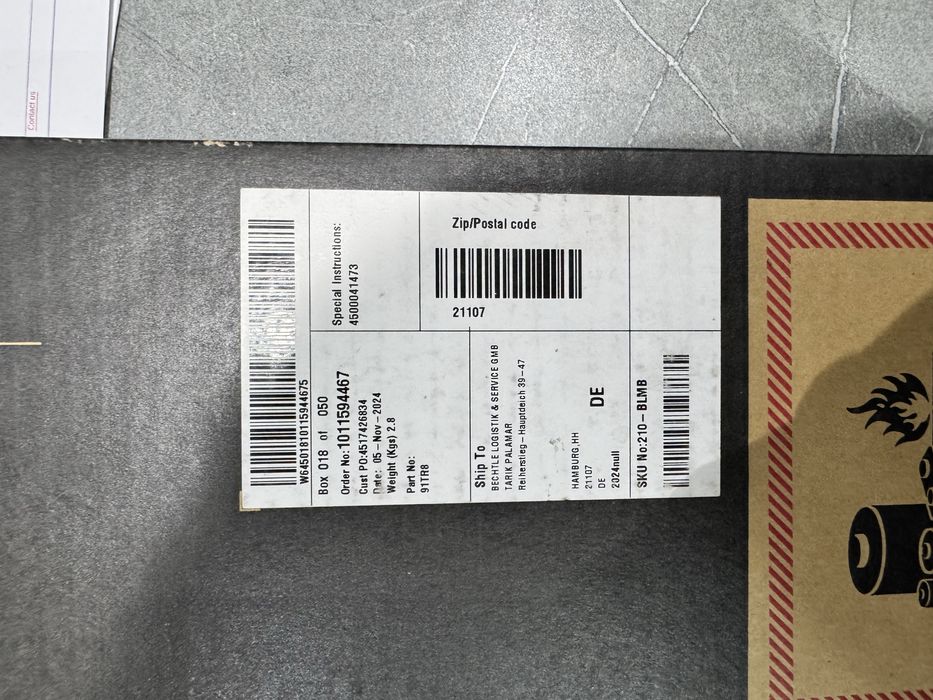 Contact us
W6450181011594​4675
Box 018 of 050
Order No:1011594467
Cust PO:4517426834
Date: 05-Nov-2024
Weight (Kgs) 2.8
Part No:
91TR8
Special Instructions:
4500041473
Zip/Postal code
21107
Ship To
BECHTLE LOGISTIK & SERVICE GMB
TARIK PALAMAR
Reiherstieg-Hauptdeich 39-47
HAMBURG,HH
21107
DE
2024null
DE
SKU No:210-BLMB